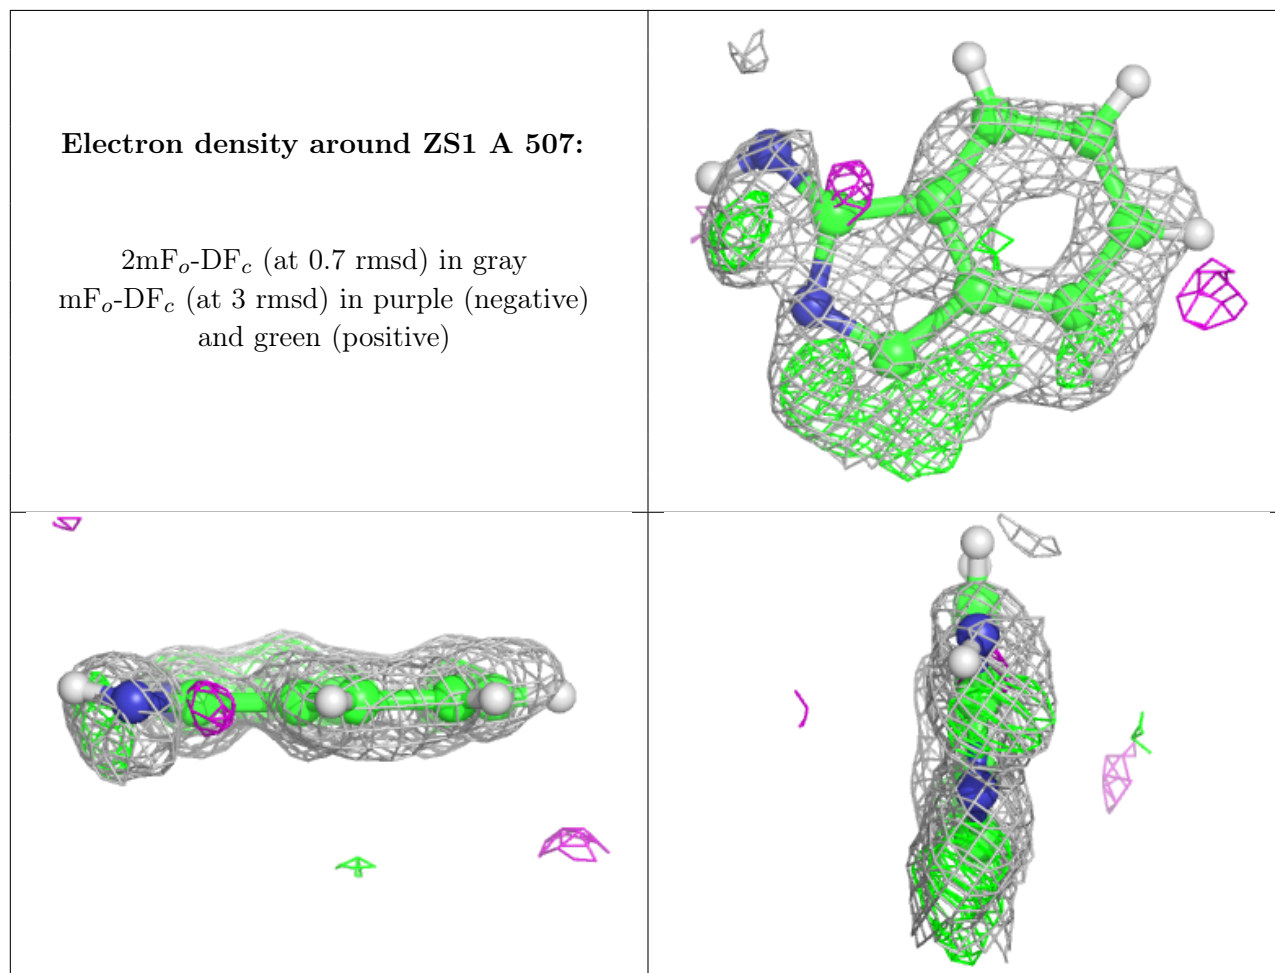 Electron density around ZS1 A 507:
2mFo-DFc (at 0.7 rmsd) in gray
mFo-DFc (at 3 rmsd) in purple (negative)
and green (positive)